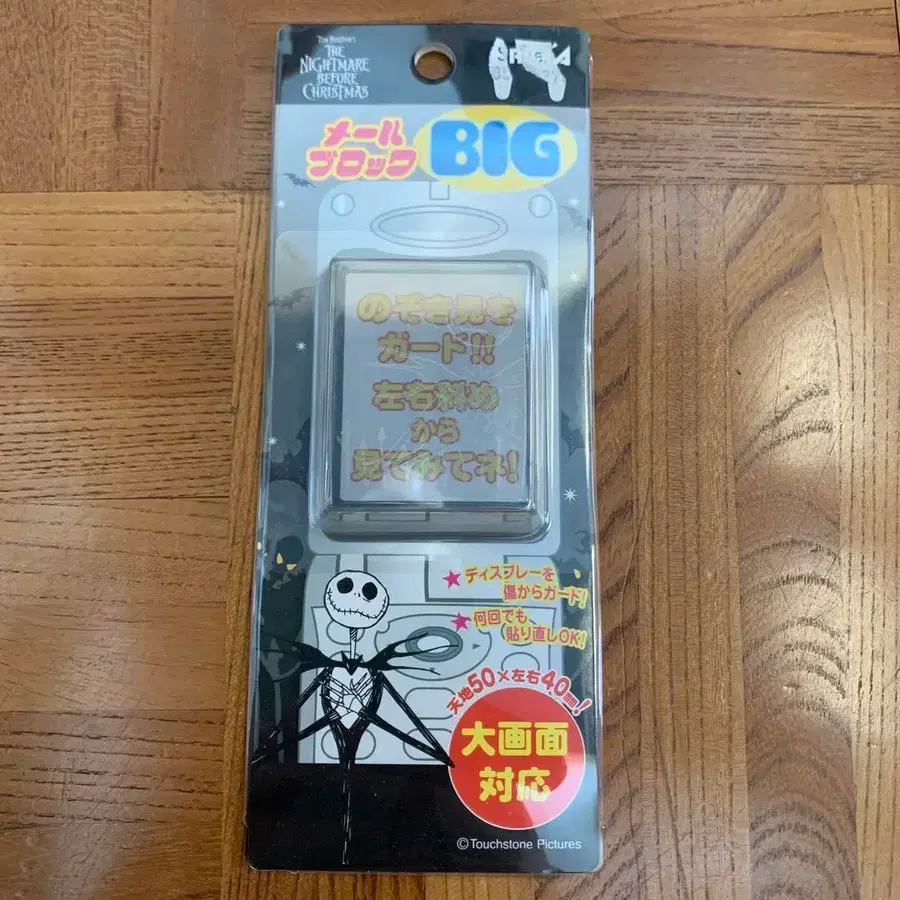 TIM BURTON'S
THE
NIGHTMARE
BEFORE
CHRISTMAS
メール
ブロック
BIG
のぞき見を
ガード!!
左右斜め
から
見てみてネ!
★ディスプレーを
傷からガード!
★何回でも
貼り直しOK!
天地50×左右40mm!
大画面
対応
©Touchstone Pictures